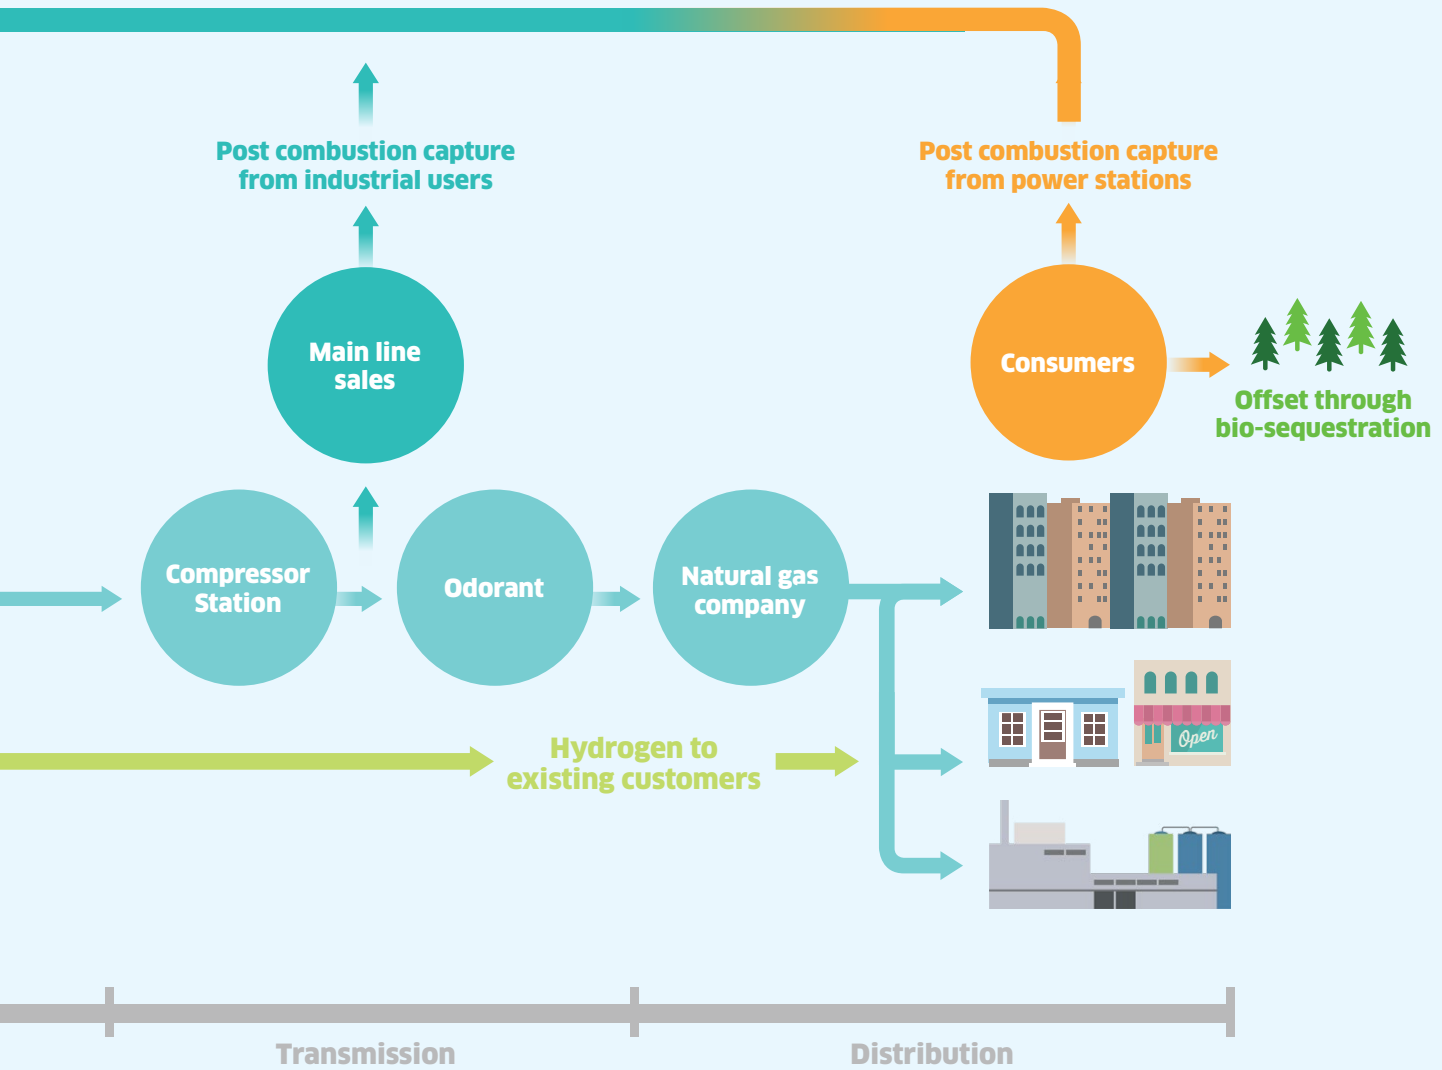 Post combustion capture
from industrial users
Post combustion capture
from power stations
Main line
sales
Consumers
Offset through
bio-sequestration
Compressor
Station
Odorant
Natural gas
company
Open
Hydrogen to
existing customers
Transmission
Distribution